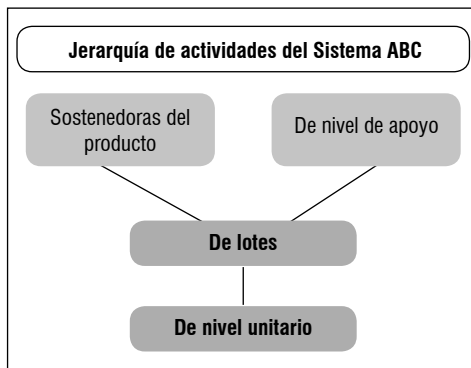 Jerarquía de actividades del Sistema ABC
Sostenedoras del
producto
De nivel de apoyo
De lotes
De nivel unitario